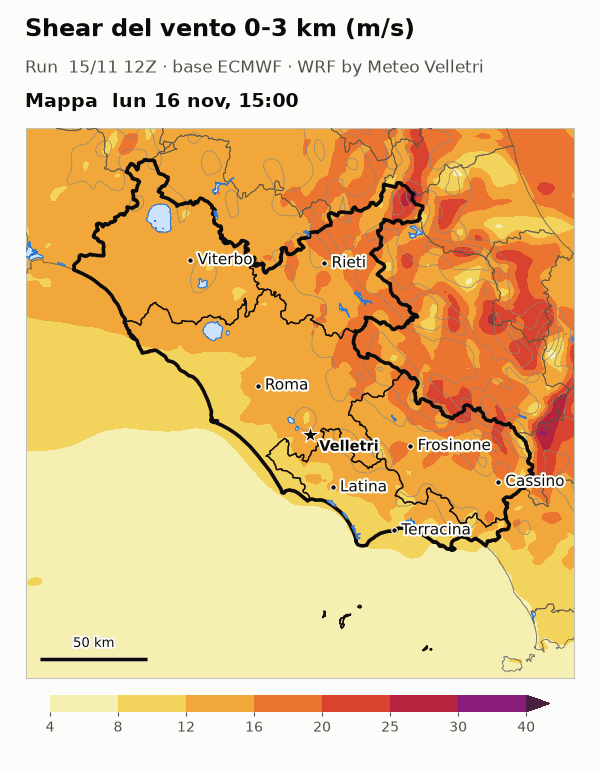 Shear del vento 0-3 km (m/s)
Run  15/11 12Z · base ECMWF · WRF by Meteo Velletri
Mappa  lun 16 nov, 15:00
Viterbo
Rieti
Roma
Velletri
Frosinone
Cassino
Latina
Terracina
50 km
4 8 12 16 20 25 30 40